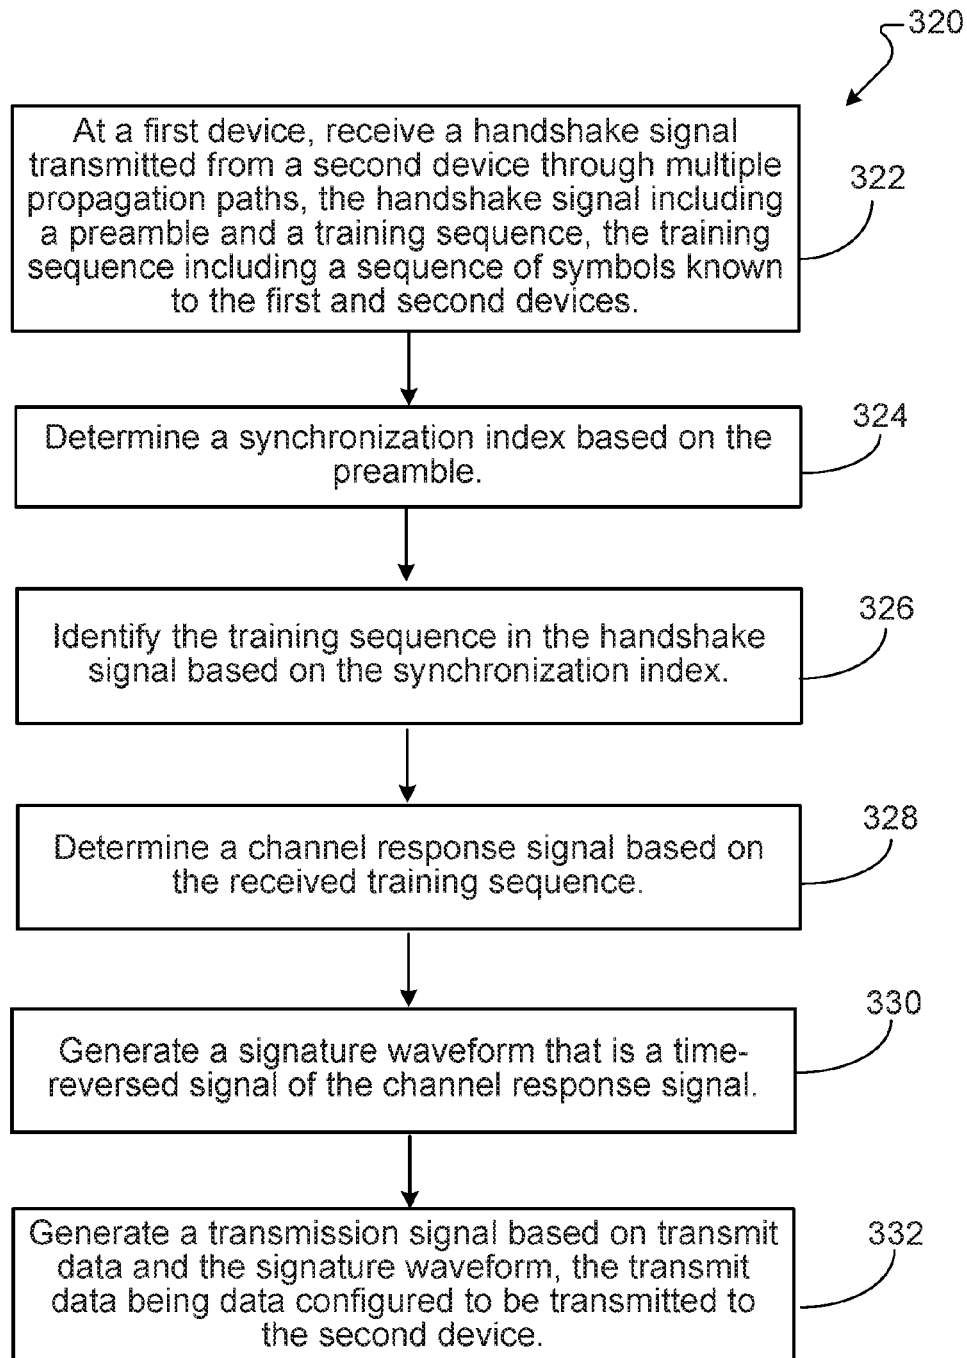 320
At a first device, receive a handshake signal
transmitted from a second device through multiple
propagation paths, the handshake signal including
a preamble and a training sequence, the training
sequence including a sequence of symbols known
to the first and second devices.
322
Determine a synchronization index based on the
preamble.
324
Identify the training sequence in the handshake
signal based on the synchronization index.
326
Determine a channel response signal based on
the received training sequence.
328
Generate a signature waveform that is a time-
reversed signal of the channel response signal.
330
Generate a transmission signal based on transmit
data and the signature waveform, the transmit
data being data configured to be transmitted to
the second device.
332